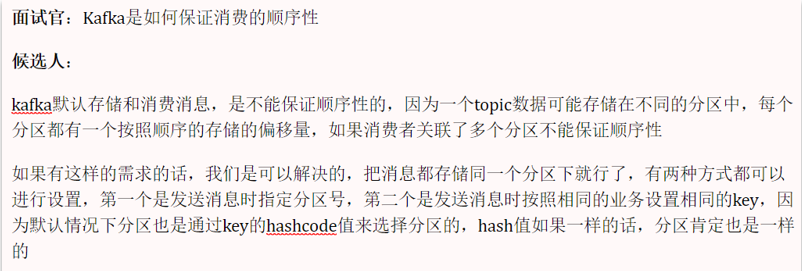 面试官：Kafka是如何保证消费的顺序性
候选人：
kafka默认存储和消费消息，是不能保证顺序性的，因为一个topic数据可能存储在不同的分区中，每个
分区都有一个按照顺序的存储的偏移量，如果消费者关联了多个分区不能保证顺序性
如果有这样的需求的话，我们是可以解决的，把消息都存储同一个分区下就行了，有两种方式都可以
进行设置，第一个是发送消息时指定分区号，第二个是发送消息时按照相同的业务设置相同的key，因
为默认情况下分区也是通过key的hashcode值来选择分区的，hash值如果一样的话，分区肯定也是一样
的